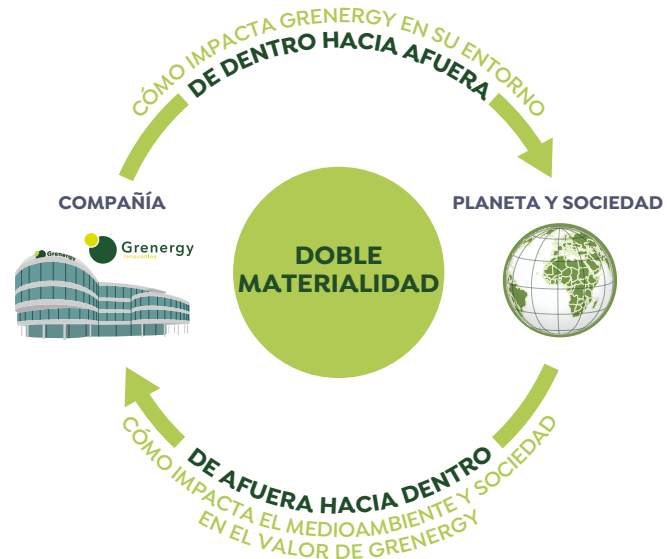 CÓMO IMPACTA GRENERGY EN SU ENTORNO
DE DENTRO HACIA AFUERA
COMPAÑÍA
PLANETA Y SOCIEDAD
Grenergy
Grenergy
renovables
DOBLE
MATERIALIDAD
DE AFUERA HACIA DENTRO
CÓMO IMPACTA EL MEDIOAMBIENTE Y SOCIEDAD
EN EL VALOR DE GRENERGY